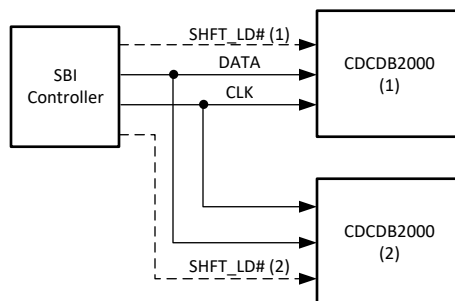 SHFT_LD# (1)
SBI
Controller
DATA
CLK
CDCDB2000
(1)
CDCDB2000
(2)
SHFT_LD# (2)